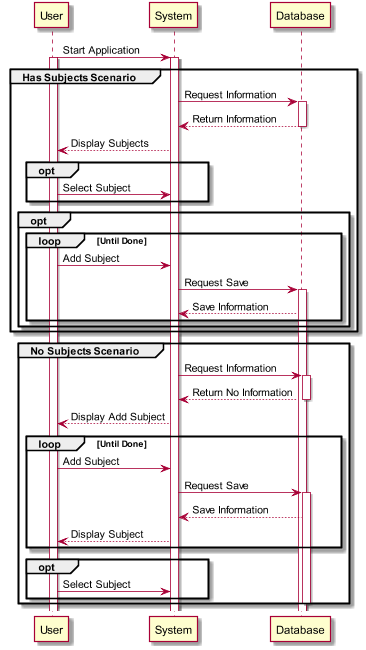 User System Database
Start Application
Has Subjects Scenario
Request Information
Return Information
Display Subjects
opt
Select Subject
opt
loop [Until Done]
Add Subject
Request Save
Save Information
No Subjects Scenario
Request Information
Return No Information
Display Add Subject
loop [Until Done]
Add Subject
Request Save
Save Information
Display Subject
opt
Select Subject
User System Database